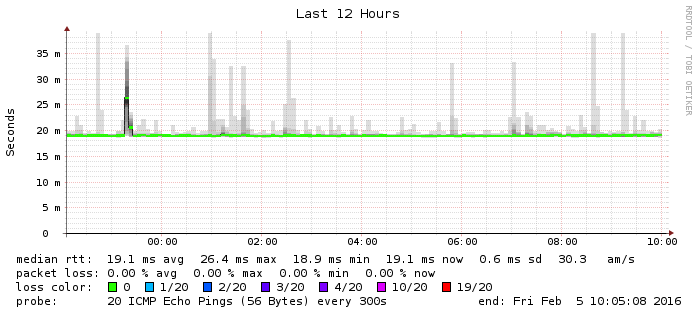 Last 12 Hours
RRDTOOL / TOBI OETIKER
Seconds
35 m
30 m
25 m
20 m
15 m
10 m
5 m
0
00:00 02:00 04:00 06:00 08:00 10:00
median rtt: 19.1 ms avg 26.4 ms max 18.9 ms min 19.1 ms now 0.6 ms sd 30.3 am/s
packet loss: 0.00 % avg 0.00 % max 0.00 % min 0.00 % now
loss color: 0 1/20 2/20 3/20 4/20 10/20 19/20
probe: 20 ICMP Echo Pings (56 Bytes) every 300s end: Fri Feb 5 10:05:08 2016